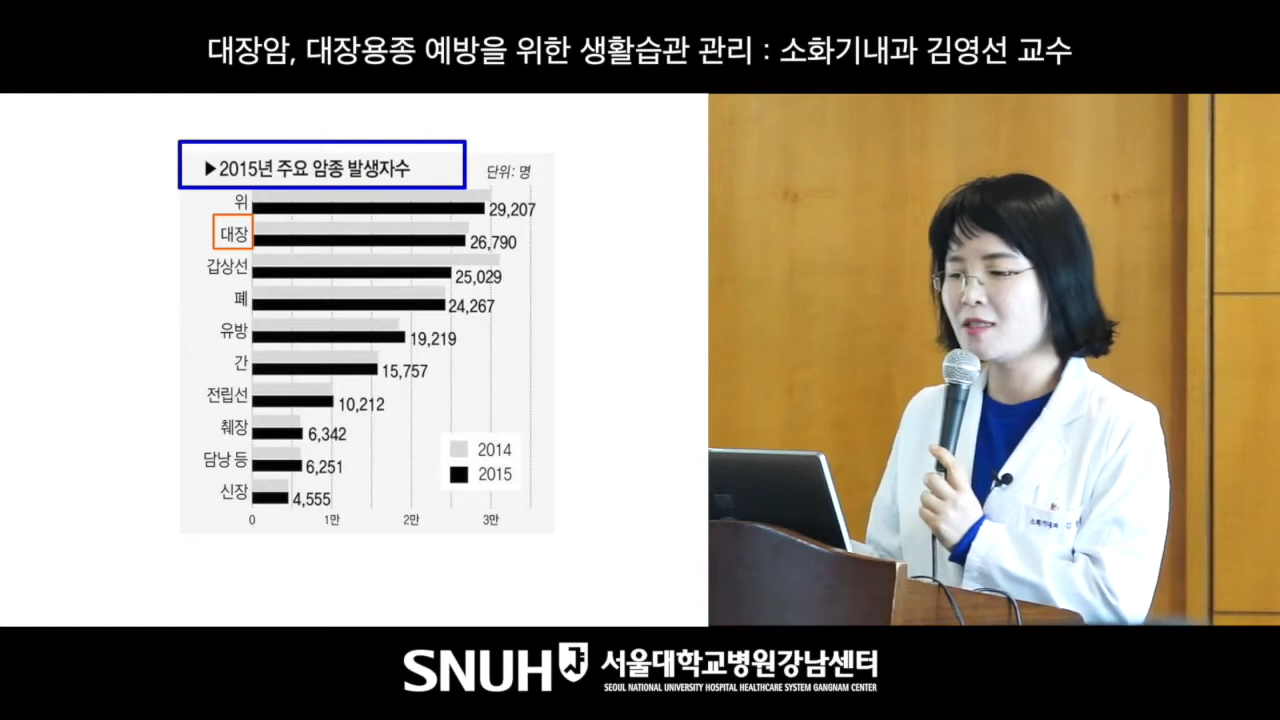 대장암, 대장용종 예방을 위한 생활습관 관리 : 소화기내과 김영선 교수
▶2015년 주요 암종 발생자수
단위: 명
위 29,207
대장 26,790
갑상선 25,029
폐 24,267
유방 19,219
간 15,757
전립선 10,212
췌장 6,342
담낭 등 6,251
신장 4,555
2014
2015
0 1만 2만 3만
소화기내과
SNUH 서울대학교병원강남센터
SEOUL NATIONAL UNIVERSITY HOSPITAL HEALTHCARE SYSTEM GANGNAM CENTER